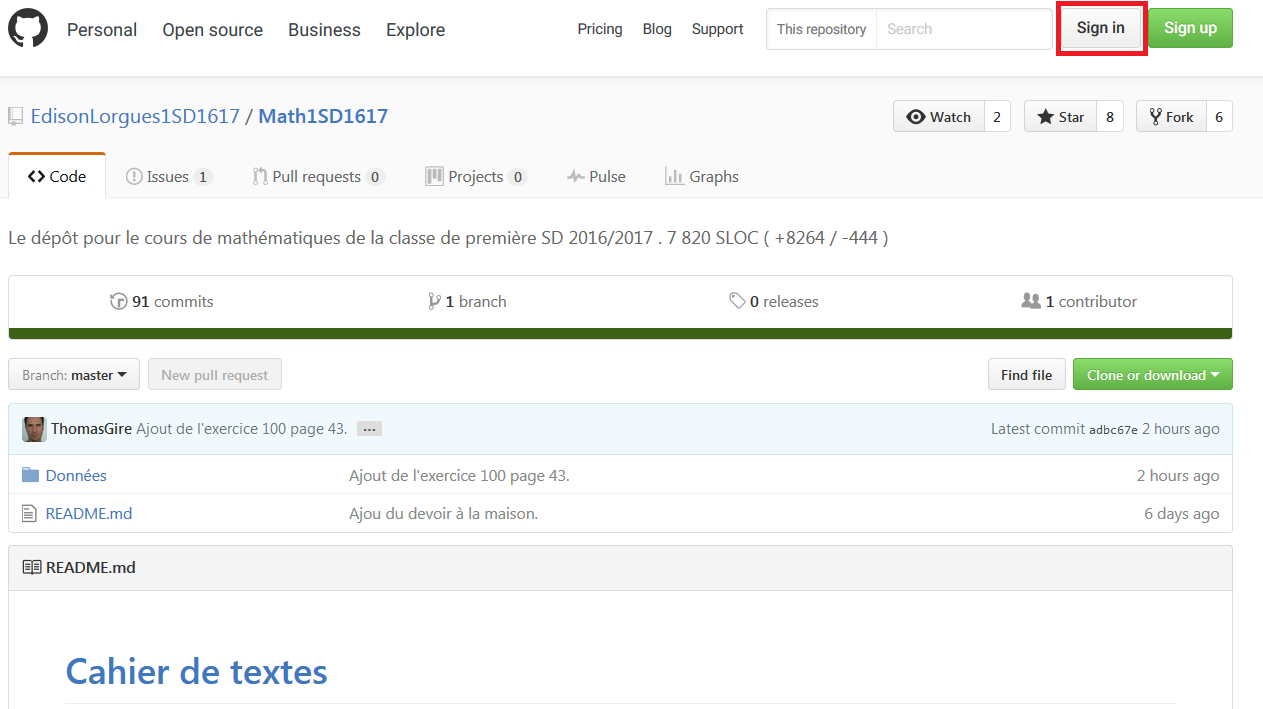 Personal Open source Business Explore Pricing Blog Support This repository Search Sign in Sign up
EdisonLorgues1SD1617 / Math1SD1617 Watch 2 Star 8 Fork 6
Code Issues 1 Pull requests 0 Projects 0 Pulse Graphs
Le dépôt pour le cours de mathématiques de la classe de première SD 2016/2017 . 7 820 SLOC ( +8264 / -444 )
91 commits 1 branch 0 releases 1 contributor
Branch: master New pull request Find file Clone or download
ThomasGire Ajout de l'exercice 100 page 43. ... Latest commit adbc67e 2 hours ago
Données Ajout de l'exercice 100 page 43. 2 hours ago
README.md Ajou du devoir à la maison. 6 days ago
README.md
Cahier de textes